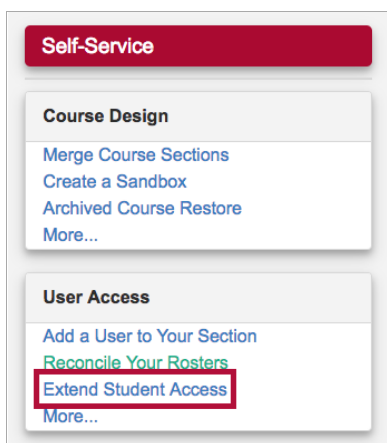 Self-Service
Course Design
Merge Course Sections
Create a Sandbox
Archived Course Restore
More...
User Access
Add a User to Your Section
Reconcile Your Rosters
Extend Student Access
More...